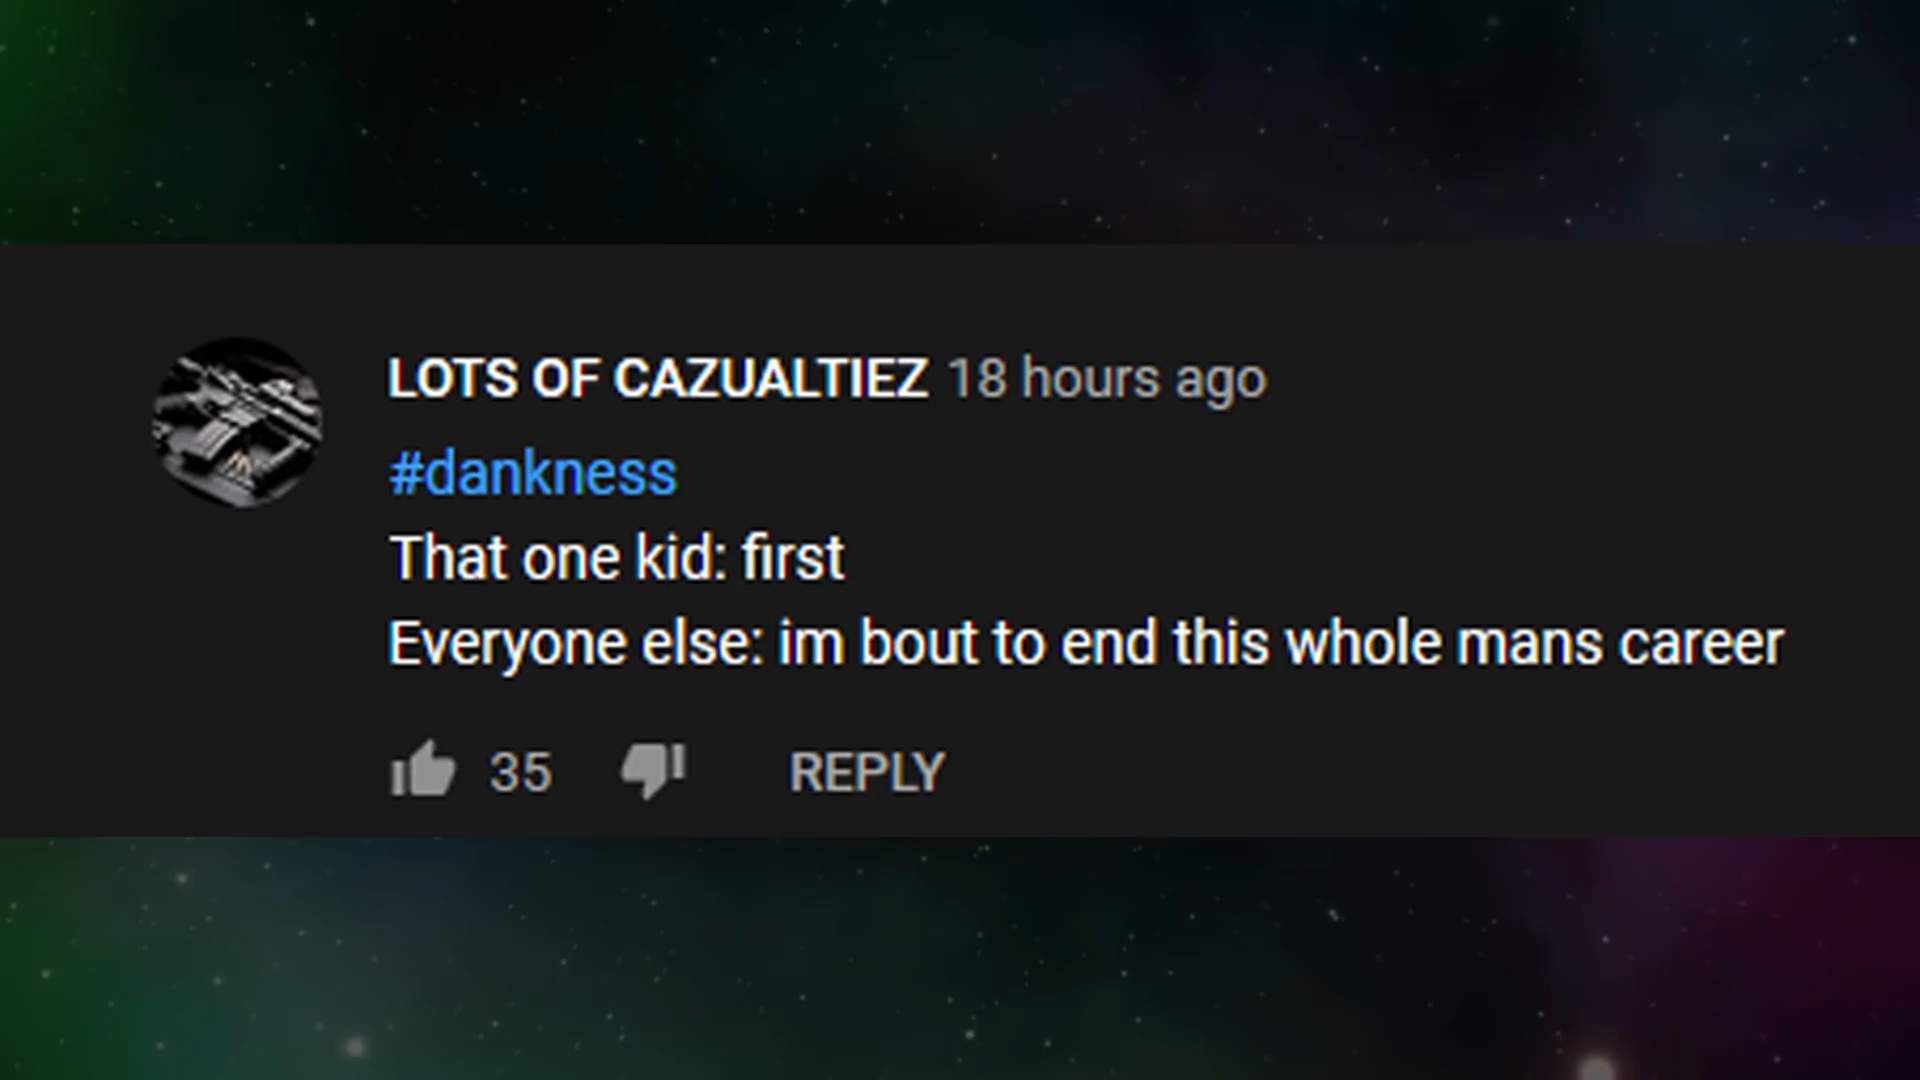 LOTS OF CAZUALTIEZ 18 hours ago
#dankness
That one kid: first
Everyone else: im bout to end this whole mans career
35 REPLY